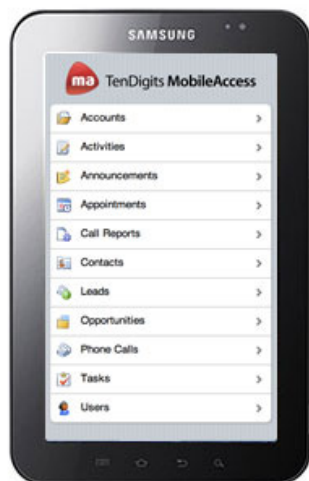 SAMSUNG
ma TenDigits MobileAccess
Accounts
Activities
Announcements
Appointments
Call Reports
Contacts
Leads
Opportunities
Phone Calls
Tasks
Users